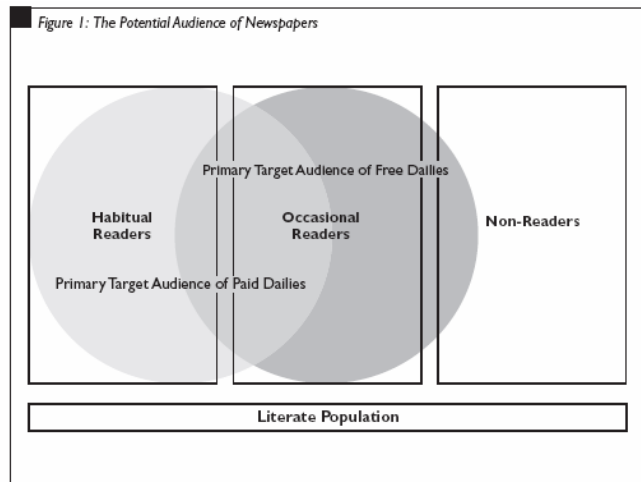 Figure 1: The Potential Audience of Newspapers
Primary Target Audience of Free Dailies
Habitual
Readers
Occasional
Readers
Non-Readers
Primary Target Audience of Paid Dailies
Literate Population